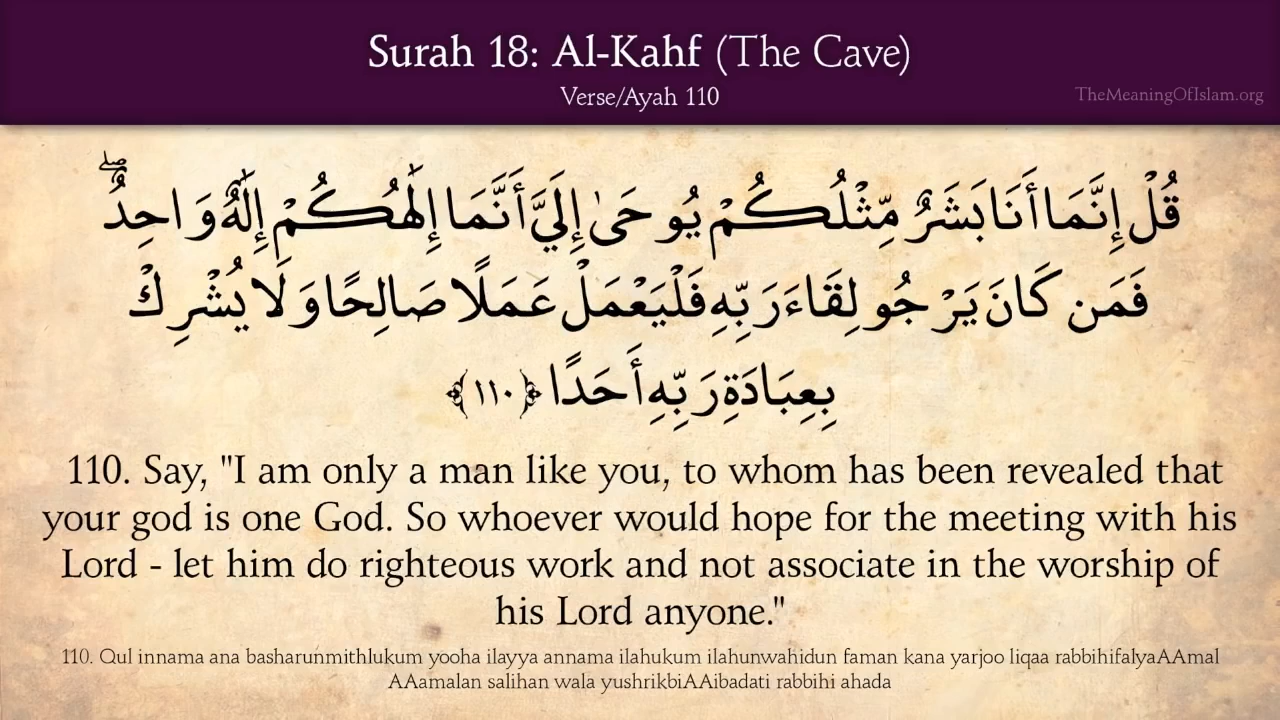 Surah 18: Al-Kahf (The Cave)
Verse/Ayah 110
TheMeaningOfIslam.org
قُلْ إِنَّمَا أَنَا بَشَرٌ مِّثْلُكُمْ يُوحَىٰ إِلَيَّ أَنَّمَا إِلَٰهُكُمْ إِلَٰهٌ وَاحِدٌ ۖ
فَمَن كَانَ يَرْجُو لِقَاءَ رَبِّهِ فَلْيَعْمَلْ عَمَلًا صَالِحًا وَلَا يُشْرِكْ
بِعِبَادَةِ رَبِّهِ أَحَدًا ﴿١١٠﴾
110. Say, "I am only a man like you, to whom has been revealed that
your god is one God. So whoever would hope for the meeting with his
Lord - let him do righteous work and not associate in the worship of
his Lord anyone."
110. Qul innama ana basharunmithlukum yooha ilayya annama ilahukum ilahunwahidun faman kana yarjoo liqaa rabbihifalyaAAmal
AAamalan salihan wala yushrikbiAAibadati rabbihi ahada